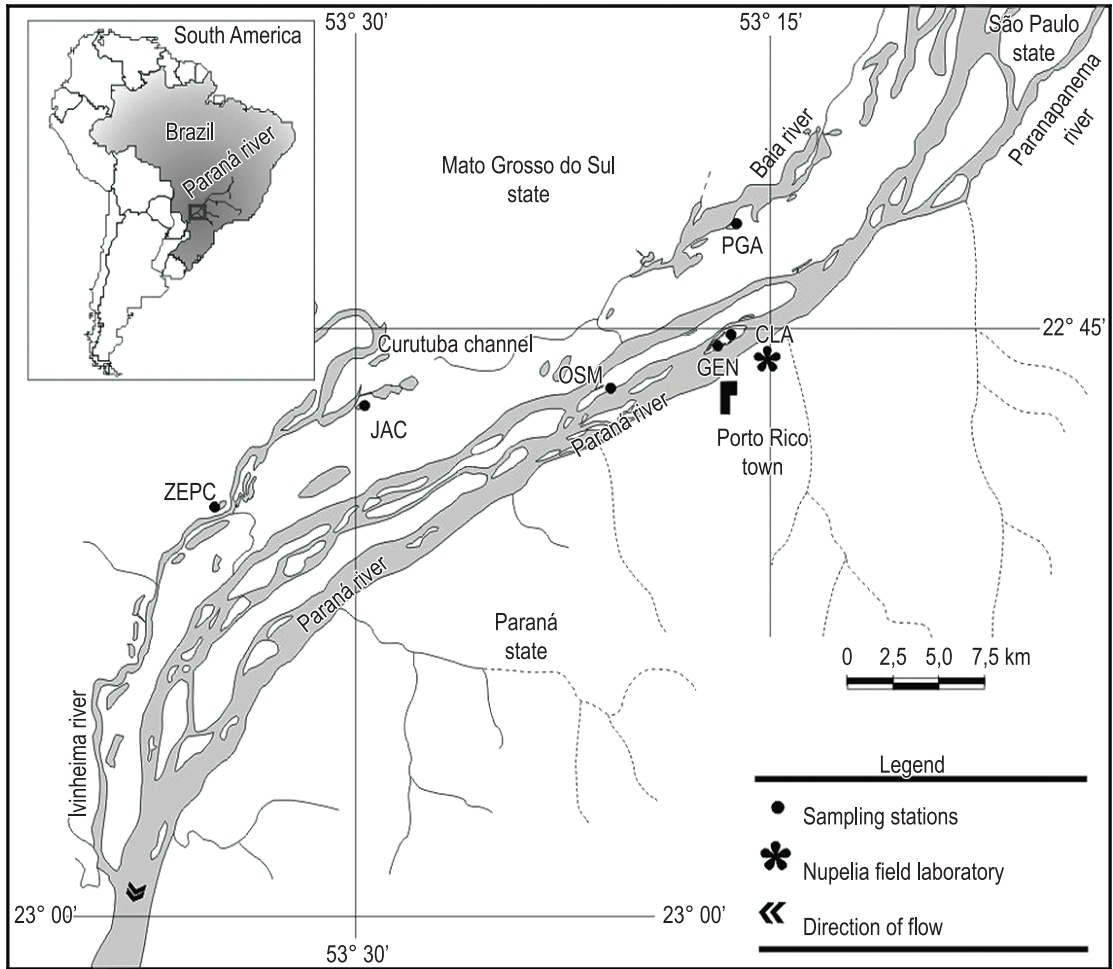 53° 30'
53° 15'
South America
Brazil
Paraná river
São Paulo
state
Paranapanema
river
Baia river
Mato Grosso do Sul
state
PGA
22° 45'
Curutuba channel
CLA
GEN
OSM
JAC
Paraná river
Porto Rico
town
ZEPC
Paraná river
Paraná
state
0 2,5 5,0 7,5 km
Ivinheima river
Legend
Sampling stations
Nupelia field laboratory
Direction of flow
23° 00'
23° 00'
53° 30'